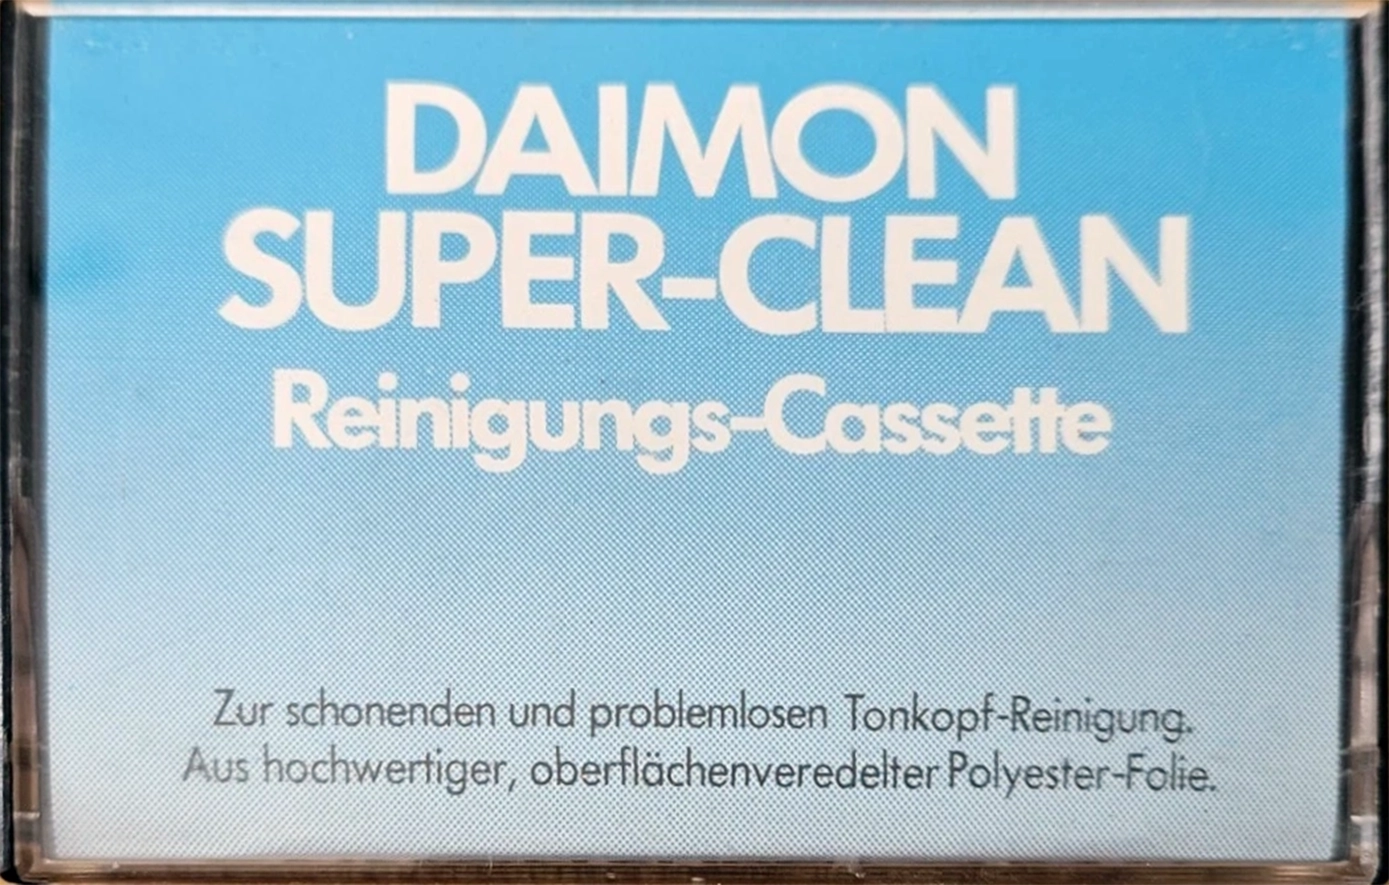 DAIMON
SUPER-CLEAN
Reinigungs-Cassette
Zur schonenden und problemlosen Tonkopf-Reinigung.
Aus hochwertiger, oberflächenveredelter Polyester-Folie.